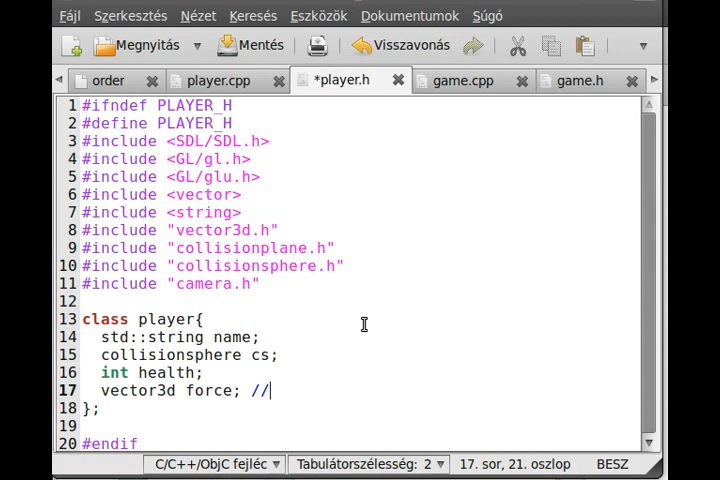 Fájl Szerkesztés Nézet Keresés Eszközök Dokumentumok Súgó
Megnyitás Mentés Visszavonás
order player.cpp *player.h game.cpp game.h
1 #ifndef PLAYER_H
2 #define PLAYER_H
3 #include <SDL/SDL.h>
4 #include <GL/gl.h>
5 #include <GL/glu.h>
6 #include <vector>
7 #include <string>
8 #include "vector3d.h"
9 #include "collisionplane.h"
10 #include "collisionsphere.h"
11 #include "camera.h"
12
13 class player{
14 std::string name;
15 collisionsphere cs;
16 int health;
17 vector3d force; //
18 };
19
20 #endif
C/C++/ObjC fejléc Tabulátorszélesség: 2 17. sor, 21. oszlop BESZ